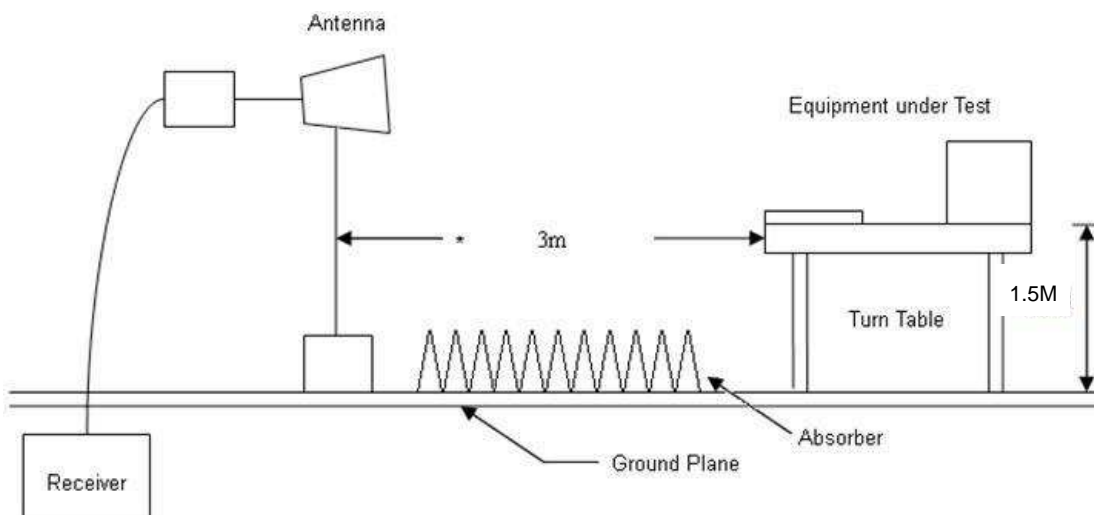 Antenna
Equipment under Test
* 3m
1.5M
Turn Table
Absorber
Ground Plane
Receiver